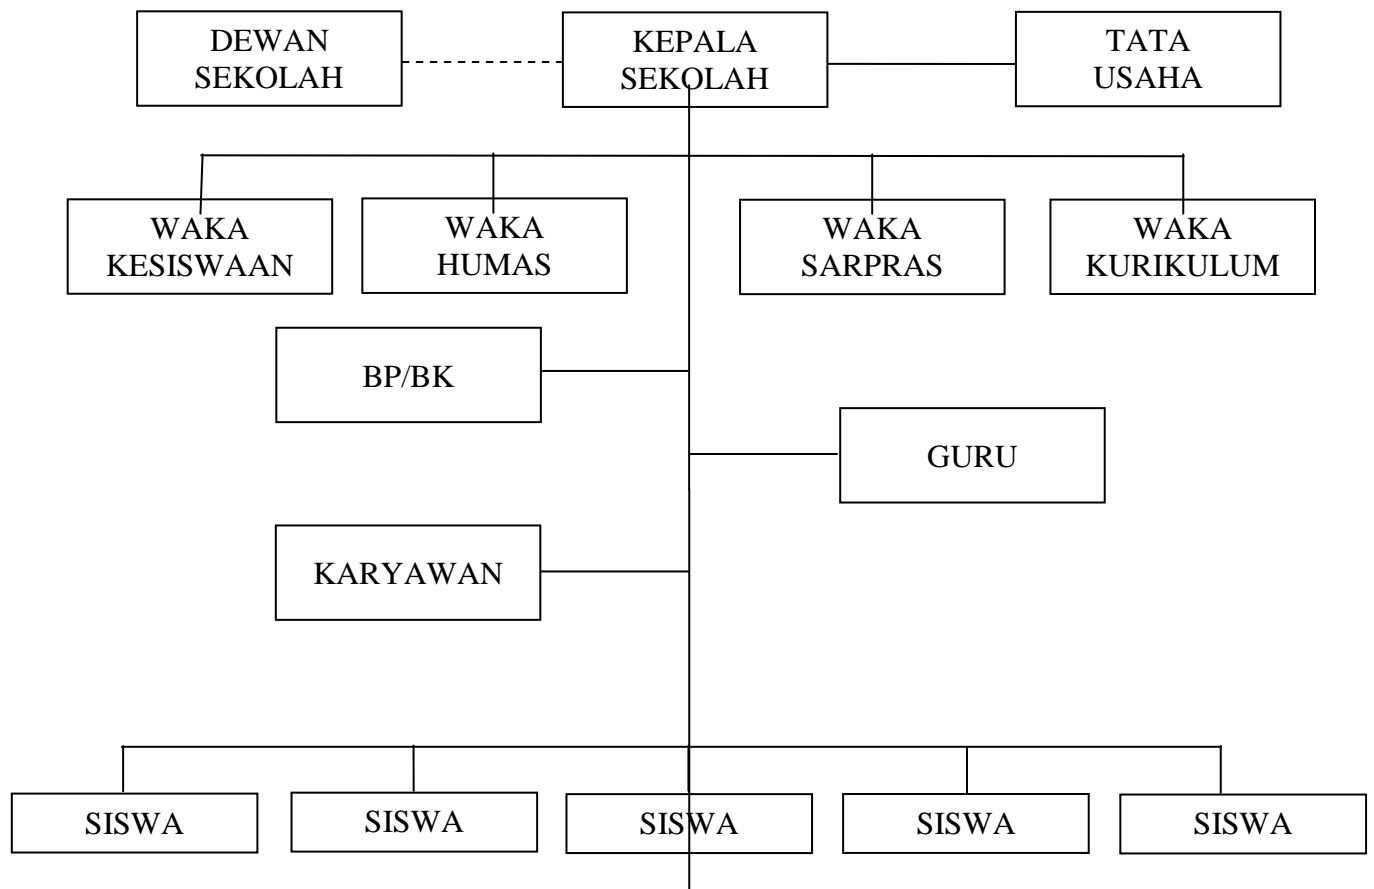 DEWAN
SEKOLAH
KEPALA
SEKOLAH
TATA
USAHA
WAKA
KESISWAAN
WAKA
HUMAS
WAKA
SARPRAS
WAKA
KURIKULUM
BP/BK
GURU
KARYAWAN
SISWA
SISWA
SISWA
SISWA
SISWA